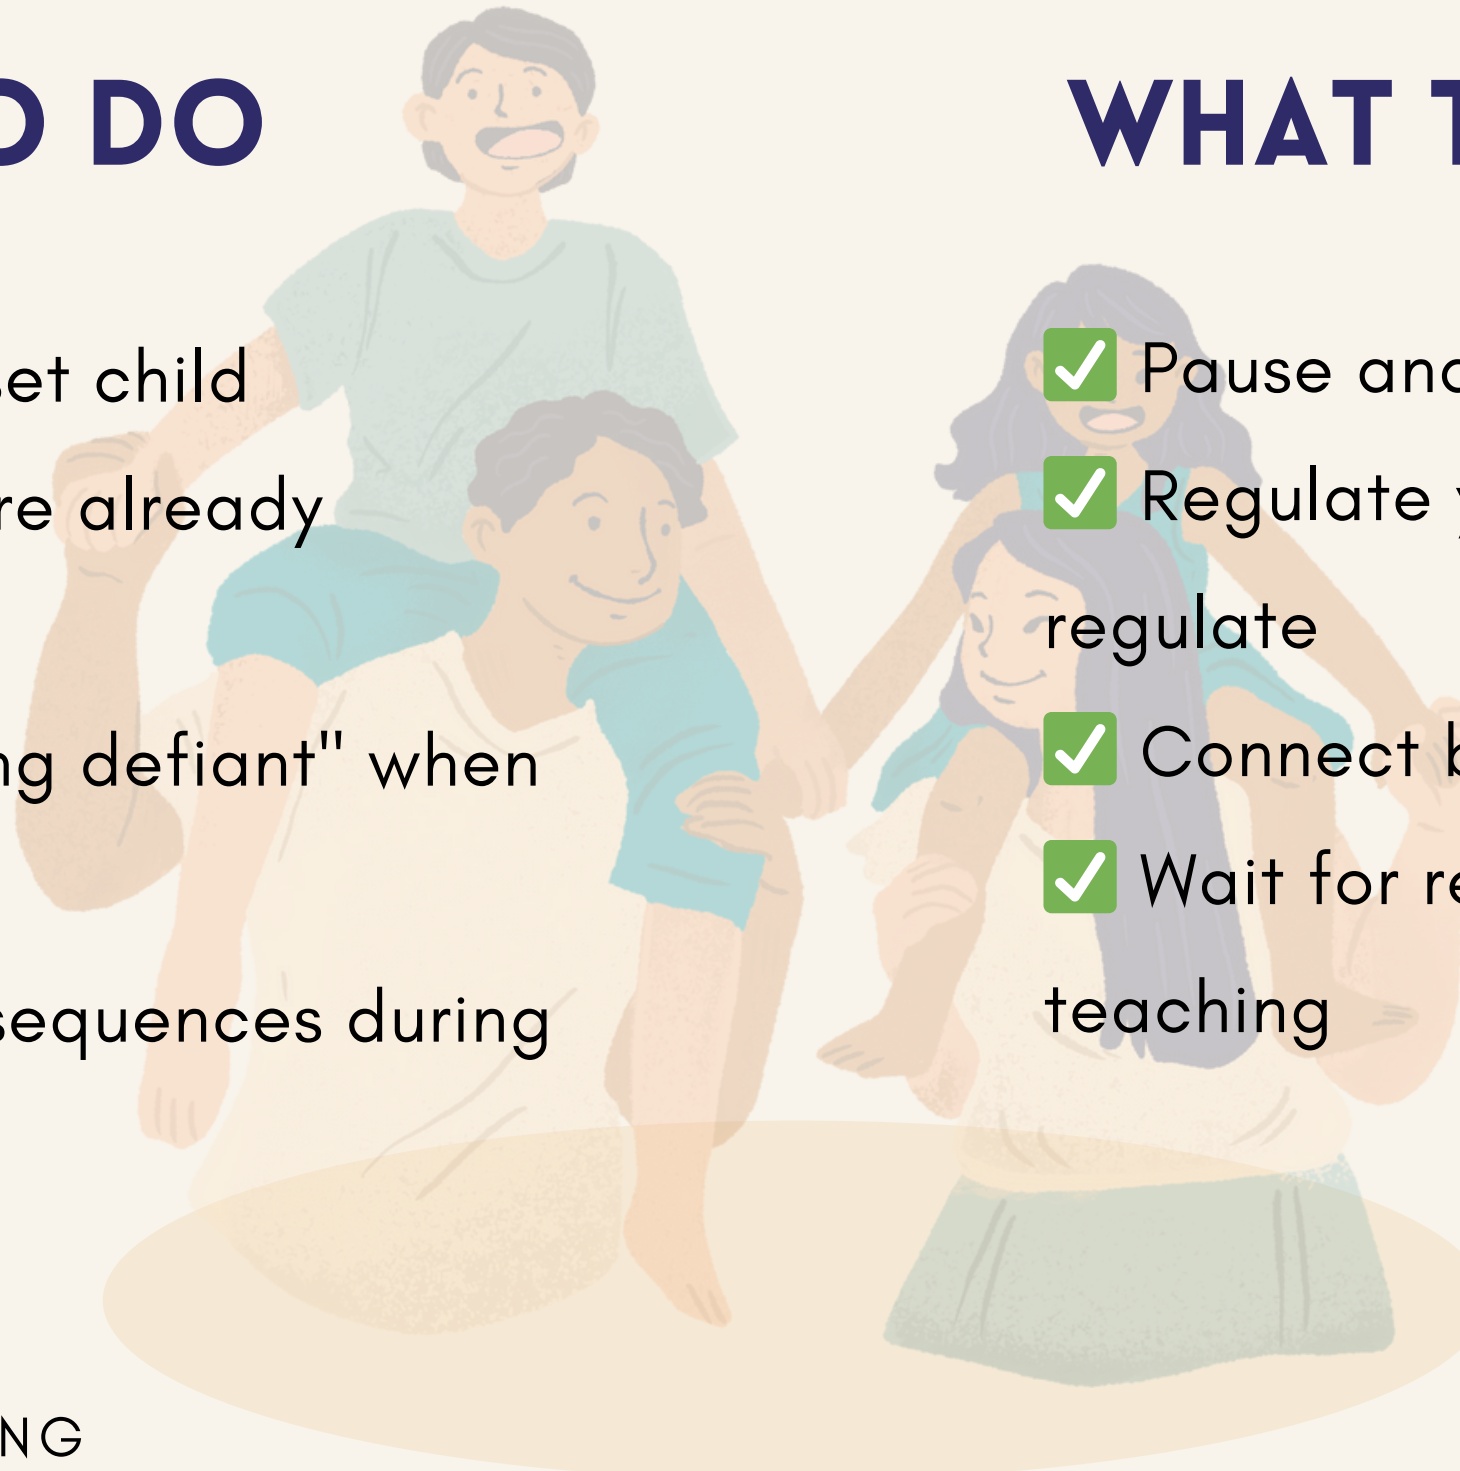 DO
set child
re already
ng defiant" when
sequences during
NG
WHAT T
✅ Pause and
✅ Regulate y
regulate
✅ Connect b
✅ Wait for re
teaching